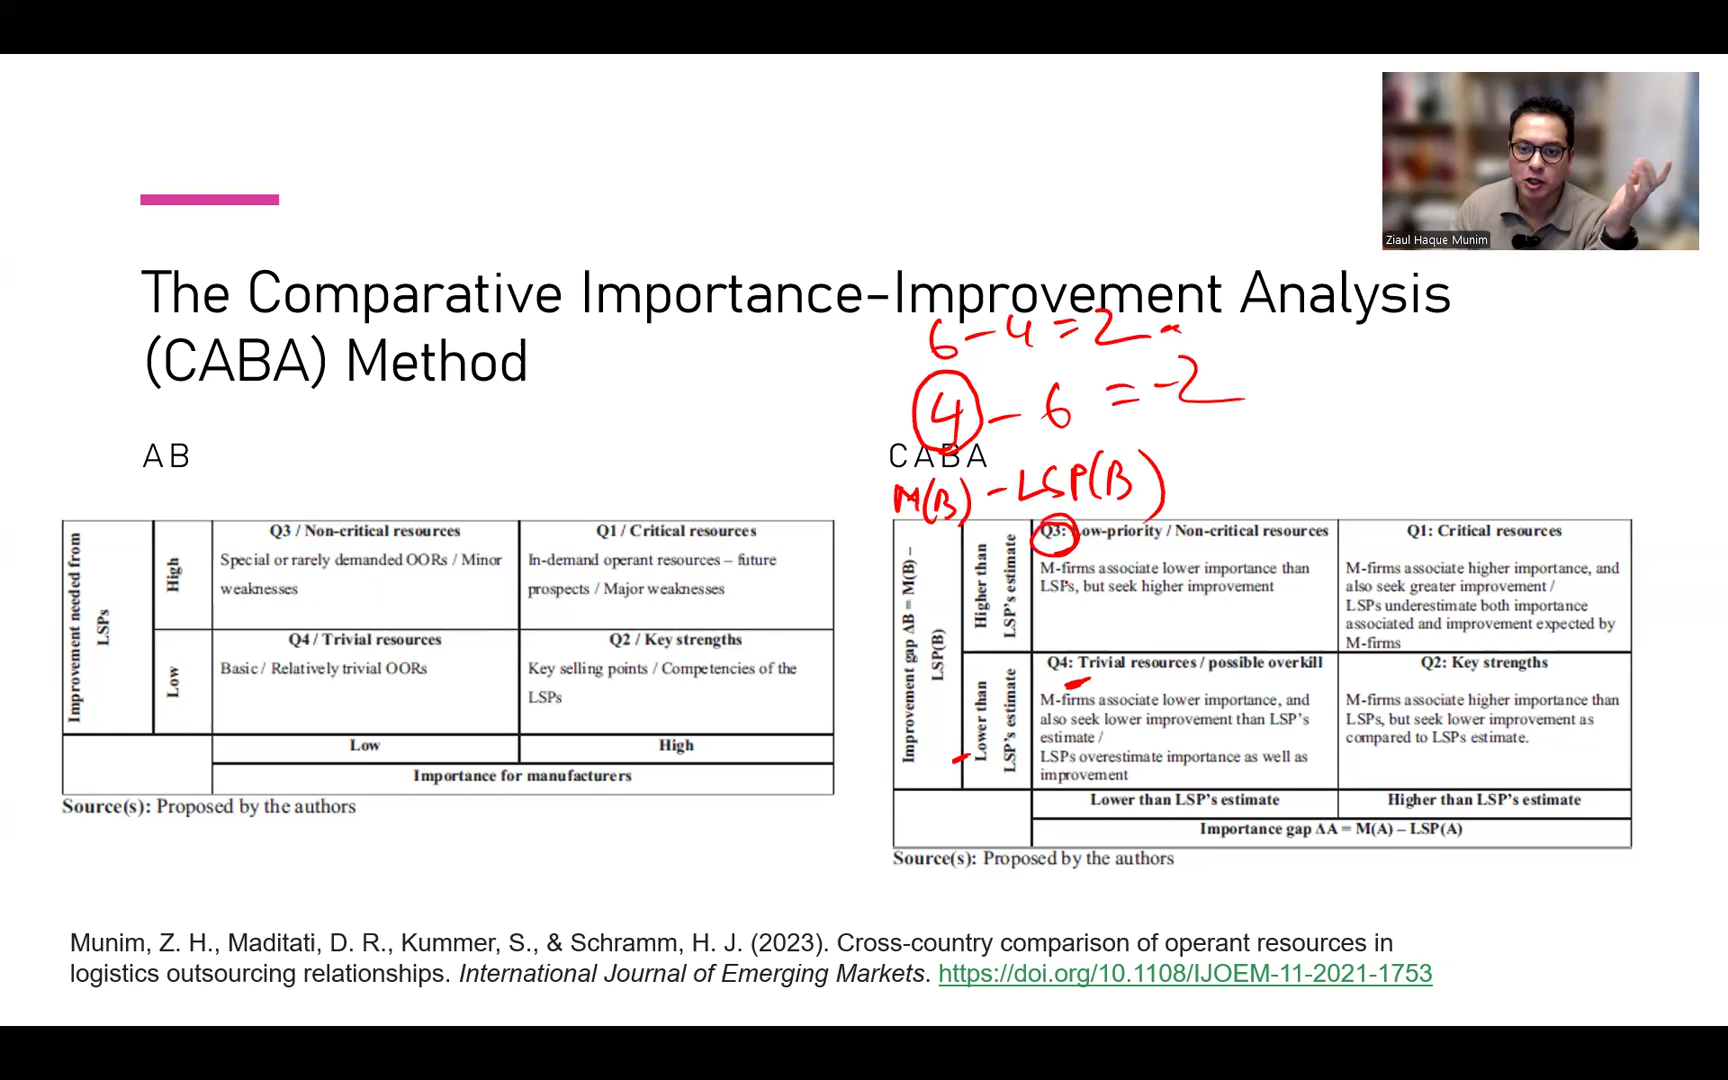 Ziaul Haque Munim
The Comparative Importance-Improvement Analysis
(CABA) Method
6 - 4 = 2
4 - 6 = -2
AB
CABA
M(B) - LSP(B)
Improvement needed from
LSPs
High
Low
Q3 / Non-critical resources
Special or rarely demanded OORs / Minor
weaknesses
Q1 / Critical resources
In-demand operant resources – future
prospects / Major weaknesses
Q4 / Trivial resources
Basic / Relatively trivial OORs
Q2 / Key strengths
Key selling points / Competencies of the
LSPs
Low
High
Importance for manufacturers
Source(s): Proposed by the authors
Improvement gap ΔB = M(B) –
LSP(B)
Higher than
LSP's estimate
Lower than
LSP's estimate
Q3: Low-priority / Non-critical resources
M-firms associate lower importance than
LSPs, but seek higher improvement
Q1: Critical resources
M-firms associate higher importance, and
also seek greater improvement /
LSPs underestimate both importance
associated and improvement expected by
M-firms
Q4: Trivial resources / possible overkill
M-firms associate lower importance, and
also seek lower improvement than LSP's
estimate /
LSPs overestimate importance as well as
improvement
Q2: Key strengths
M-firms associate higher importance than
LSPs, but seek lower improvement as
compared to LSPs estimate.
Lower than LSP's estimate
Higher than LSP's estimate
Importance gap ΔA = M(A) – LSP(A)
Source(s): Proposed by the authors
Munim, Z. H., Maditati, D. R., Kummer, S., & Schramm, H. J. (2023). Cross-country comparison of operant resources in
logistics outsourcing relationships. International Journal of Emerging Markets. https://doi.org/10.1108/IJOEM-11-2021-1753